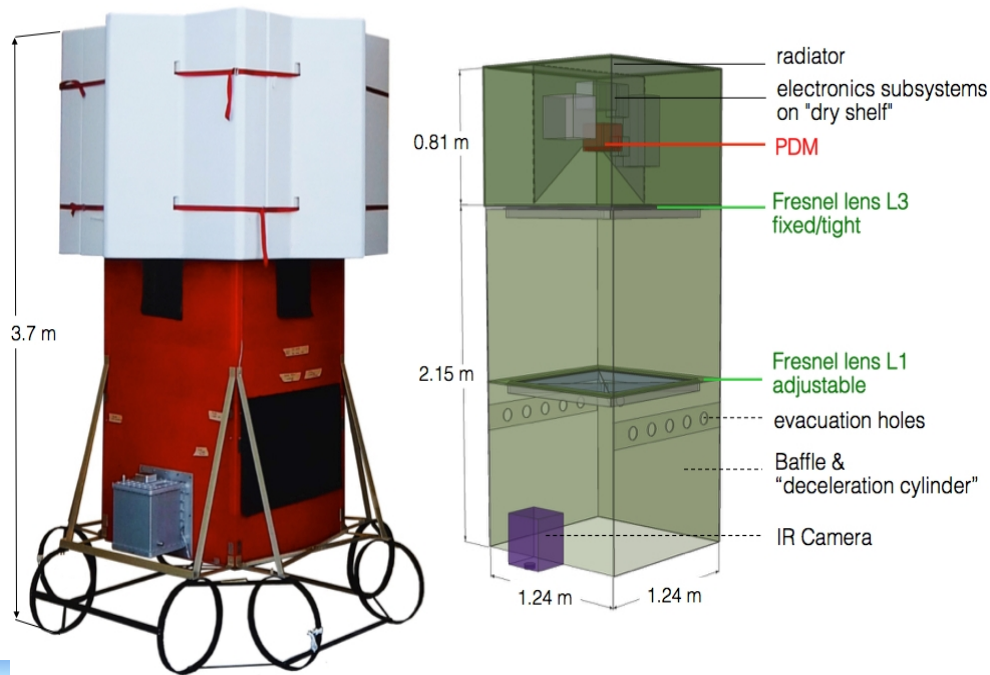 3.7 m
radiator
electronics subsystems
on "dry shelf"
0.81 m
PDM
Fresnel lens L3
fixed/tight
2.15 m
Fresnel lens L1
adjustable
evacuation holes
Baffle &
“deceleration cylinder”
IR Camera
1.24 m
1.24 m